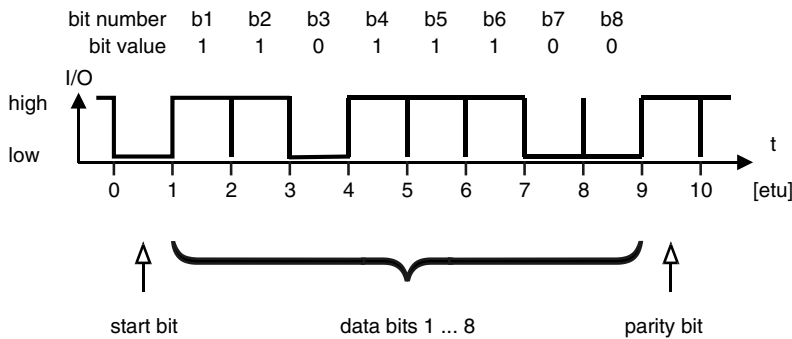 bit number b1 b2 b3 b4 b5 b6 b7 b8
bit value 1 1 0 1 1 1 0 0
I/O
high
low
t
0 1 2 3 4 5 6 7 8 9 10 [etu]
start bit data bits 1 ... 8 parity bit